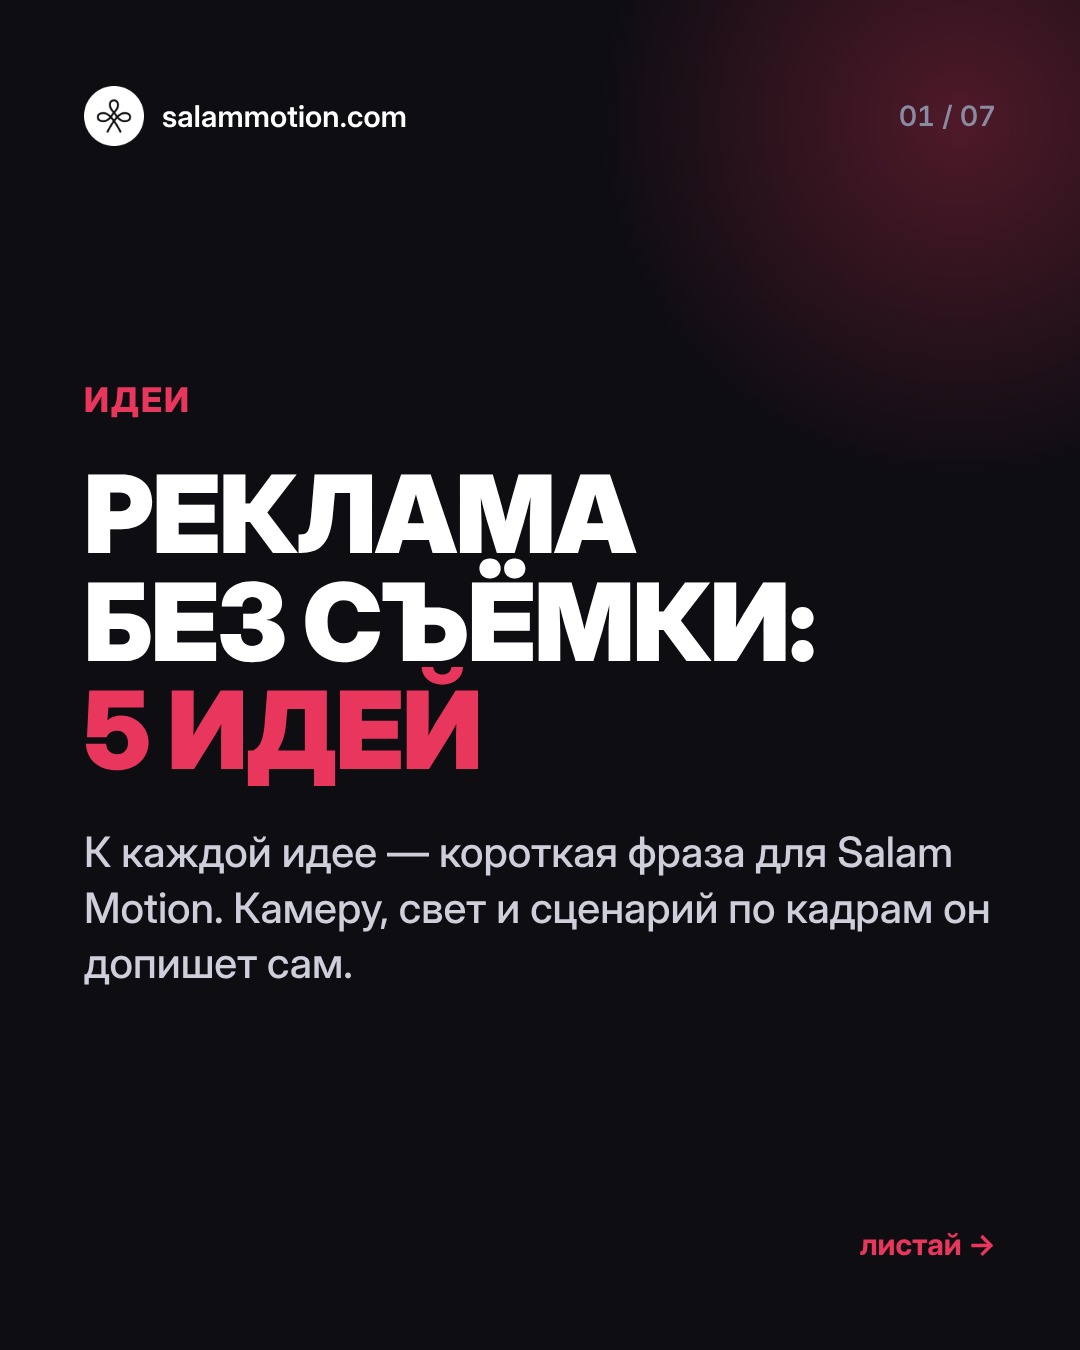 salammotion.com
01 / 07
ИДЕИ
РЕКЛАМА
БЕЗ СЪЁМКИ:
5 ИДЕЙ
К каждой идее — короткая фраза для Salam
Motion. Камеру, свет и сценарий по кадрам он
допишет сам.
листай →